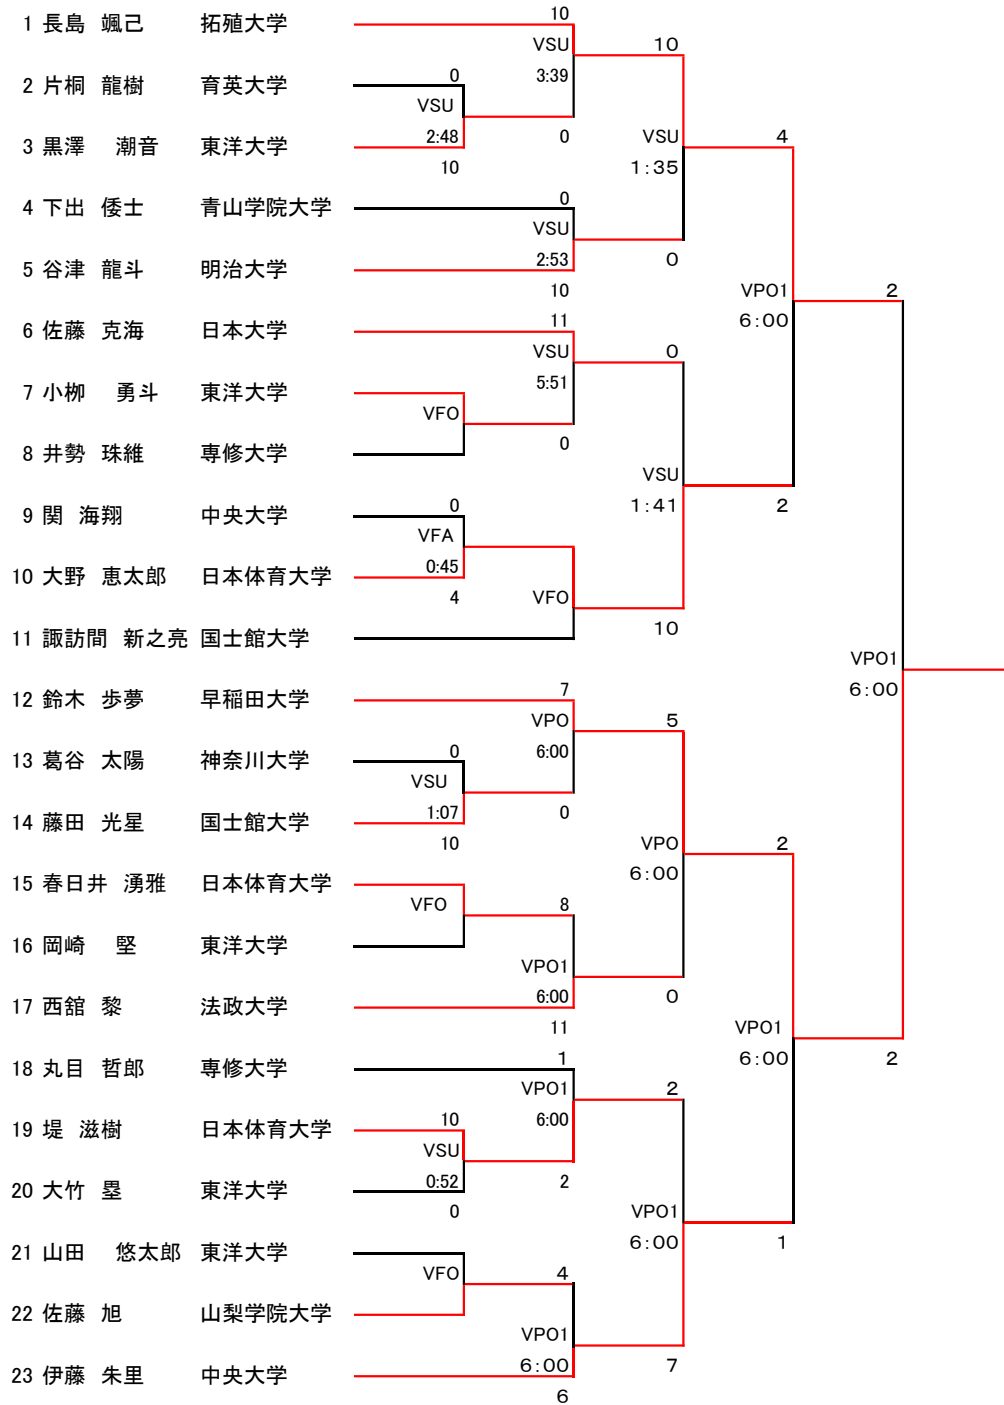 10
1 長島 颯己 拓殖大学
VSU 10
3:39
0
2 片桐 龍樹 育英大学
VSU
2:48 0 VSU 4
3 黒澤 潮音 東洋大学
10 1:35
0
4 下出 倭士 青山学院大学
VSU
2:53 0
5 谷津 龍斗 明治大学
10 VPO1 2
11 6:00
6 佐藤 克海 日本大学
VSU 0
5:51
7 小栁 勇斗 東洋大学
VFO
0
8 井勢 珠維 専修大学
VSU
0 1:41 2
9 関 海翔 中央大学
VFA
0:45
10 大野 恵太郎 日本体育大学
4 VFO
10
11 諏訪間 新之亮 国士館大学
VPO1
7 6:00
12 鈴木 歩夢 早稲田大学
VPO 5
0 6:00
13 葛谷 太陽 神奈川大学
VSU
1:07 0
14 藤田 光星 国士館大学
10 VPO 2
6:00
15 春日井 湧雅 日本体育大学
VFO 8
16 岡崎 堅 東洋大学
VPO1
6:00 0
17 西舘 黎 法政大学
11 VPO1
1 6:00 2
18 丸目 哲郎 専修大学
VPO1 2
10 6:00
19 堤 滋樹 日本体育大学
VSU
0:52 2
20 大竹 塁 東洋大学
0 VPO1
6:00 1
21 山田 悠太郎 東洋大学
VFO 4
22 佐藤 旭 山梨学院大学
VPO1
6:00 7
23 伊藤 朱里 中央大学
6